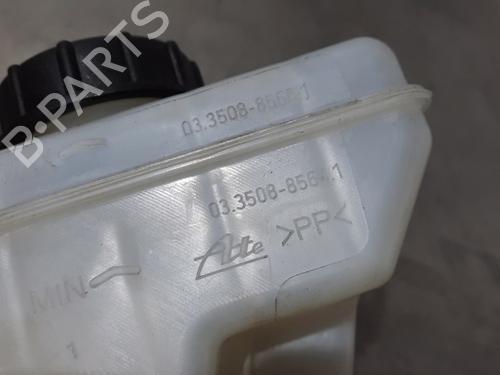 B-PARTS
03.3508-8564.1
03.3508-8564.1
Ate >PP<
MIN
1